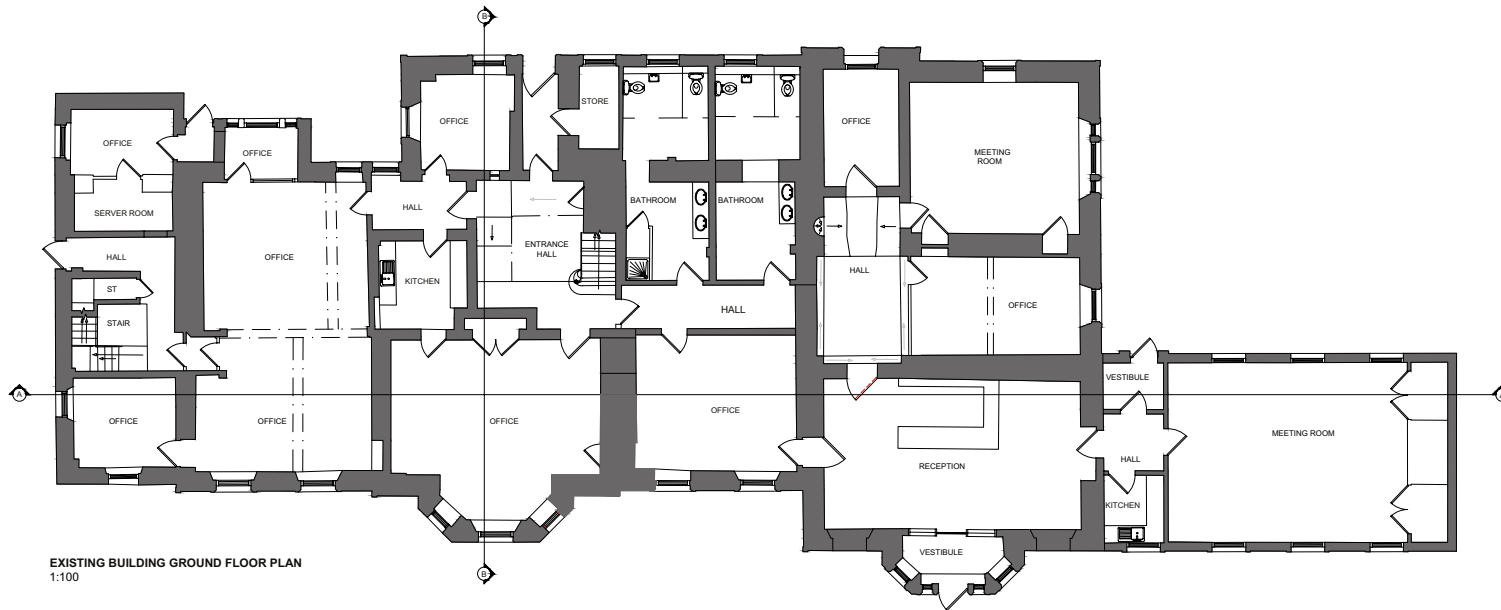 B
STORE
OFFICE
OFFICE
OFFICE
OFFICE
MEETING
ROOM
SERVER ROOM
BATHROOM
BATHROOM
HALL
ENTRANCE
HALL
HALL
OFFICE
HALL
KITCHEN
ST
OFFICE
HALL
STAIR
VESTIBULE
A
A
OFFICE
OFFICE
OFFICE
OFFICE
MEETING ROOM
HALL
RECEPTION
KITCHEN
VESTIBULE
EXISTING BUILDING GROUND FLOOR PLAN
1:100
B